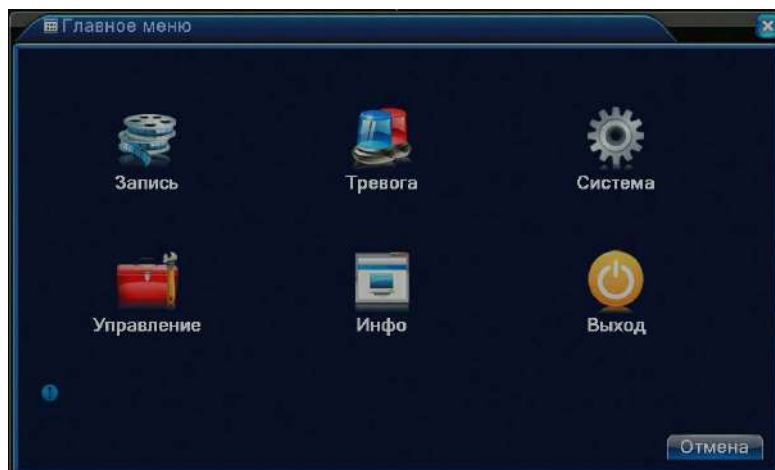 Главное меню
Запись Тревога Система
Управление Инфо Выход
Отмена